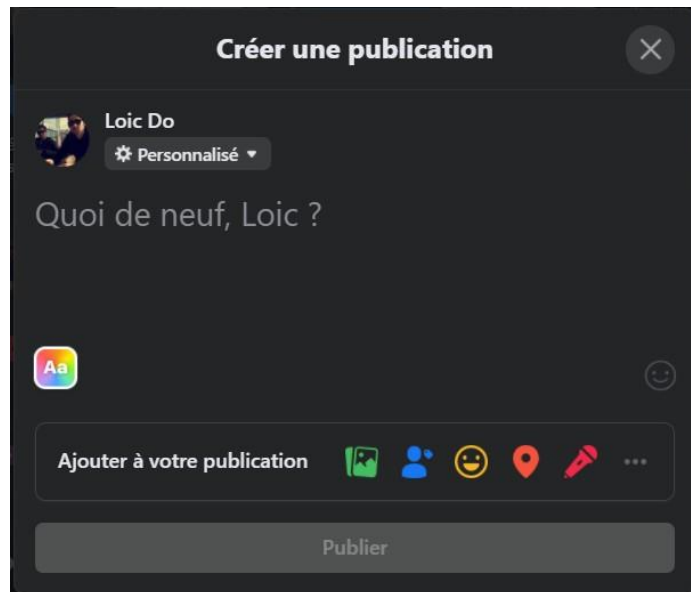 Créer une publication
Loic Do
Personnalisé
Quoi de neuf, Loic ?
Aa
Ajouter à votre publication
Publier